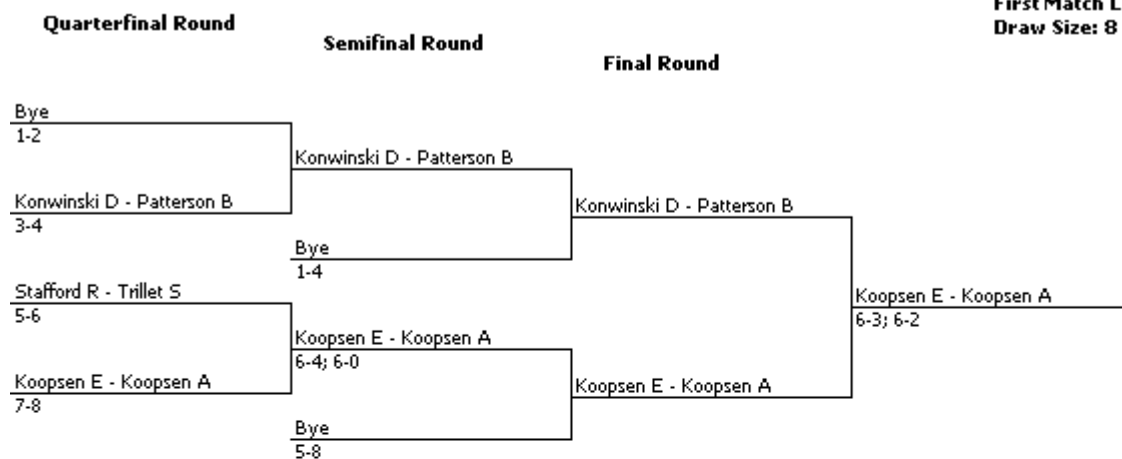 First Match L
Draw Size: 8
Quarterfinal Round
Semifinal Round
Final Round
Bye
1-2
Konwinski D - Patterson B
Konwinski D - Patterson B
3-4
Konwinski D - Patterson B
Bye
1-4
Stafford R - Trillet S
5-6
Koopsen E - Koopsen A
6-3; 6-2
Koopsen E - Koopsen A
6-4; 6-0
Koopsen E - Koopsen A
7-8
Koopsen E - Koopsen A
Bye
5-8